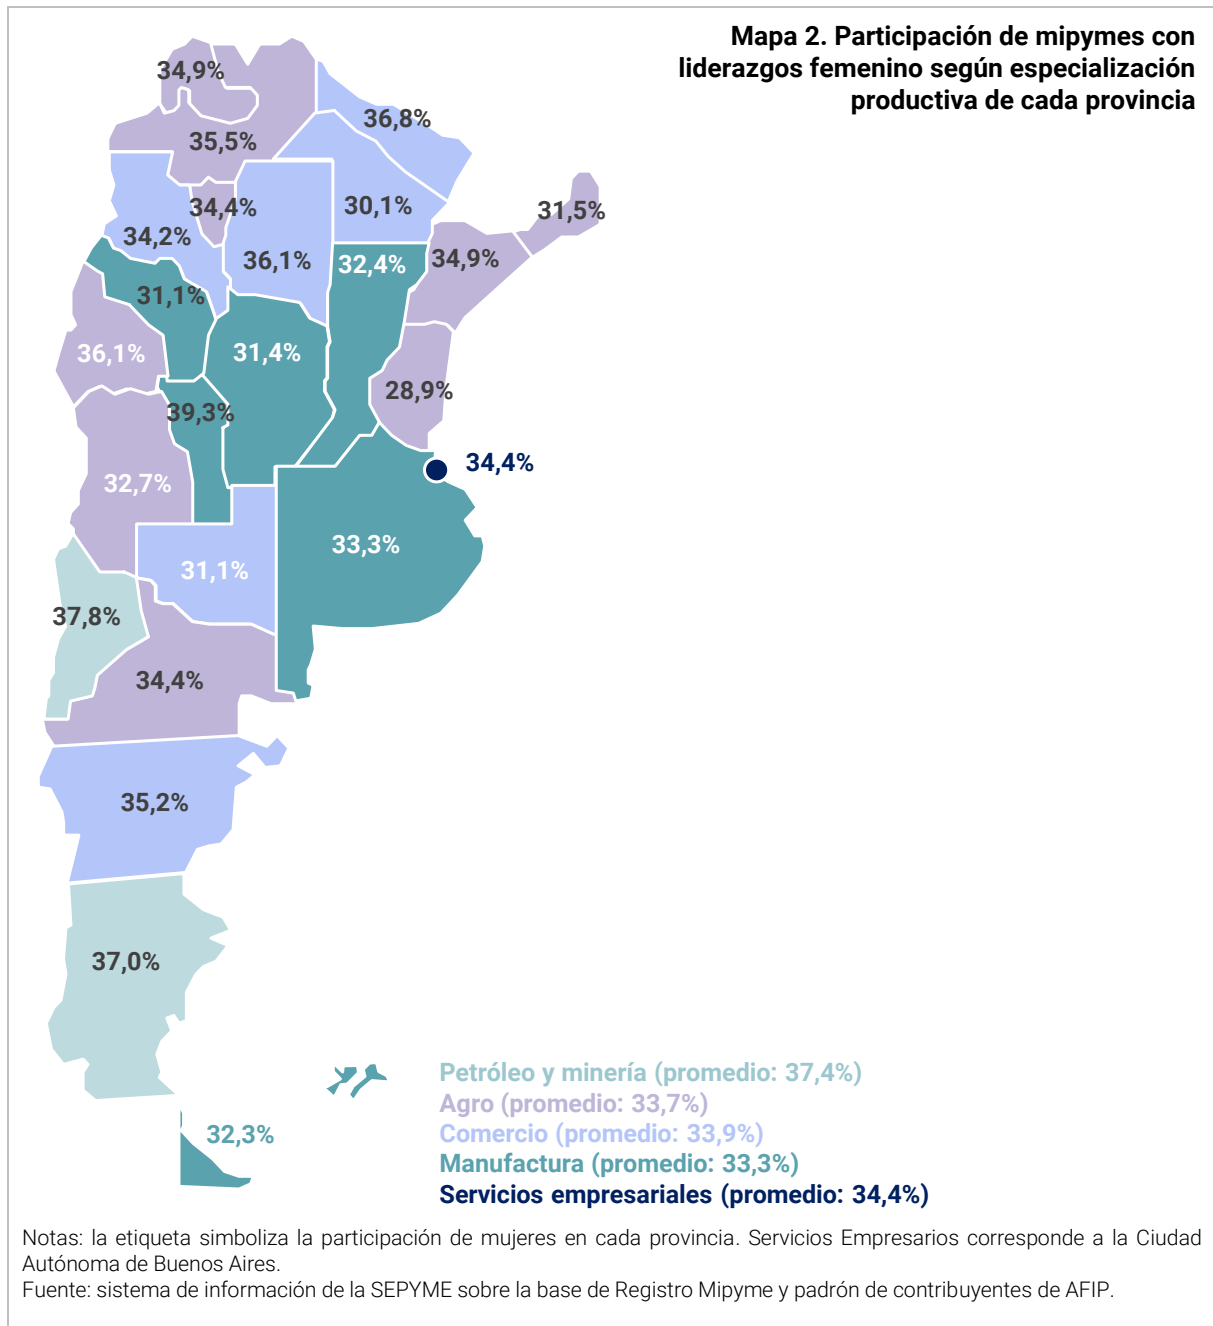 Mapa 2. Participación de mipymes con
liderazgos femenino según especialización
productiva de cada provincia
34,9%
36,8%
35,5%
34,4%
30,1%
31,5%
34,2%
36,1%
32,4%
34,9%
31,1%
36,1%
31,4%
28,9%
39,3%
34,4%
32,7%
33,3%
31,1%
37,8%
34,4%
35,2%
37,0%
32,3%
Petróleo y minería (promedio: 37,4%)
Agro (promedio: 33,7%)
Comercio (promedio: 33,9%)
Manufactura (promedio: 33,3%)
Servicios empresariales (promedio: 34,4%)
Notas: la etiqueta simboliza la participación de mujeres en cada provincia. Servicios Empresarios corresponde a la Ciudad
Autónoma de Buenos Aires.
Fuente: sistema de información de la SEPYME sobre la base de Registro Mipyme y padrón de contribuyentes de AFIP.